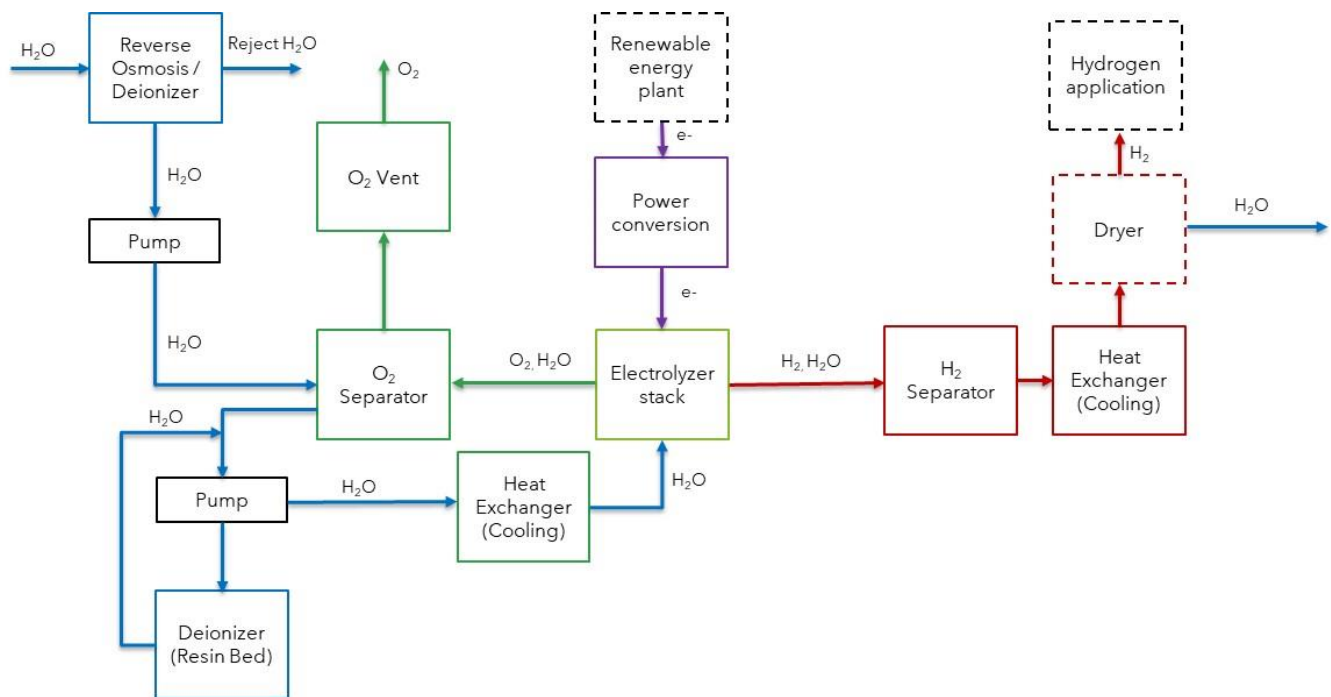 H₂O
Reverse
Osmosis /
Deionizer
Reject H₂O
O₂
Renewable
energy
plant
Hydrogen
application
H₂O
O₂ Vent
e-
Power
conversion
H₂
Dryer
H₂O
Pump
H₂O
e-
O₂
Separator
O₂, H₂O
Electrolyzer
stack
H₂, H₂O
H₂
Separator
Heat
Exchanger
(Cooling)
H₂O
Pump
H₂O
Heat
Exchanger
(Cooling)
H₂O
Deionizer
(Resin Bed)